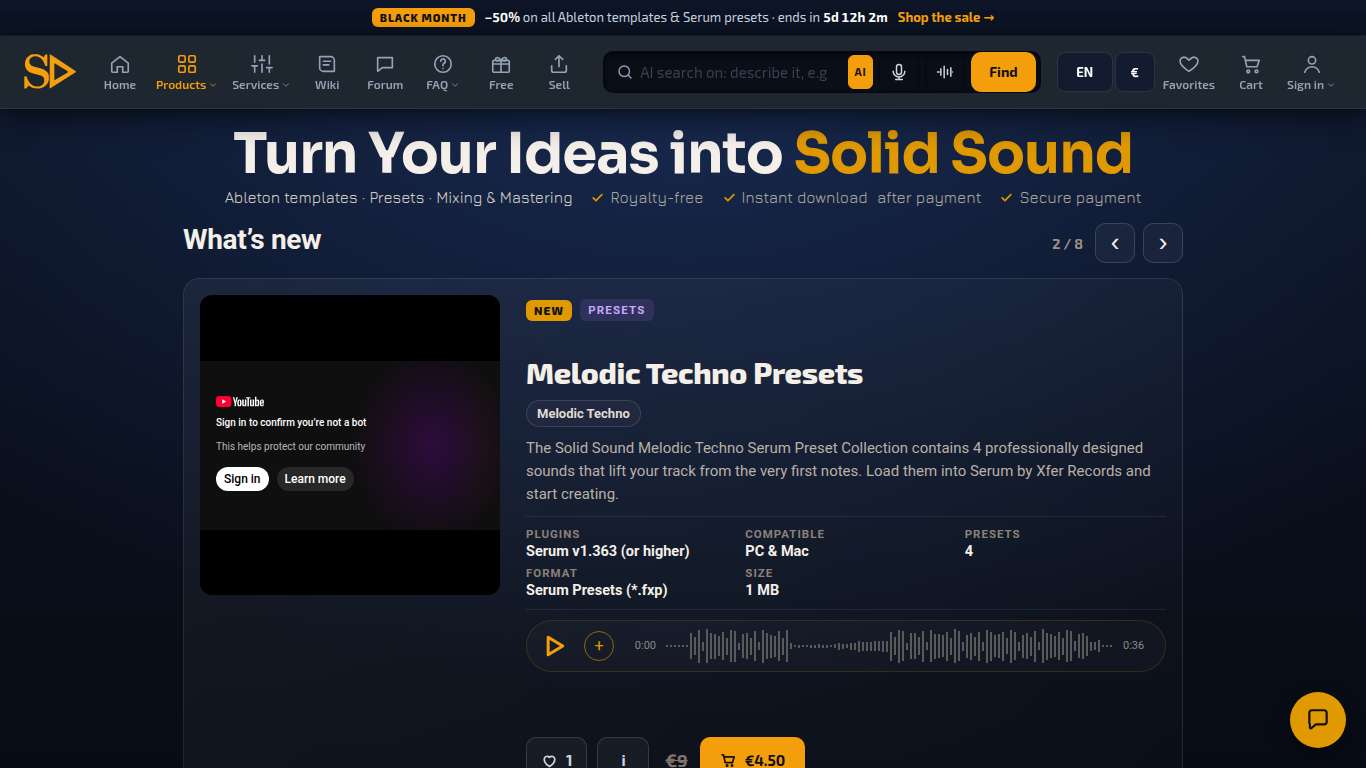 BLACK MONTH −50% on all Ableton templates & Serum presets · ends in 5d 12h 2m Shop the sale →
S
Home Products Services Wiki Forum FAQ Free Sell AI search on: describe it, e.g AI Find EN € Favorites Cart Sign in
Turn Your Ideas into Solid Sound
Ableton templates · Presets · Mixing & Mastering ✓ Royalty-free ✓ Instant download after payment ✓ Secure payment
What's new 2 / 8 ‹ ›
NEW PRESETS
YouTube
Sign in to confirm you're not a bot
This helps protect our community
Sign in Learn more
Melodic Techno Presets
Melodic Techno
The Solid Sound Melodic Techno Serum Preset Collection contains 4 professionally designed
sounds that lift your track from the very first notes. Load them into Serum by Xfer Records and
start creating.
PLUGINS COMPATIBLE PRESETS
Serum v1.363 (or higher) PC & Mac 4
FORMAT SIZE
Serum Presets (*.fxp) 1 MB
+ 0:00 0:36
1 i €9 €4.50